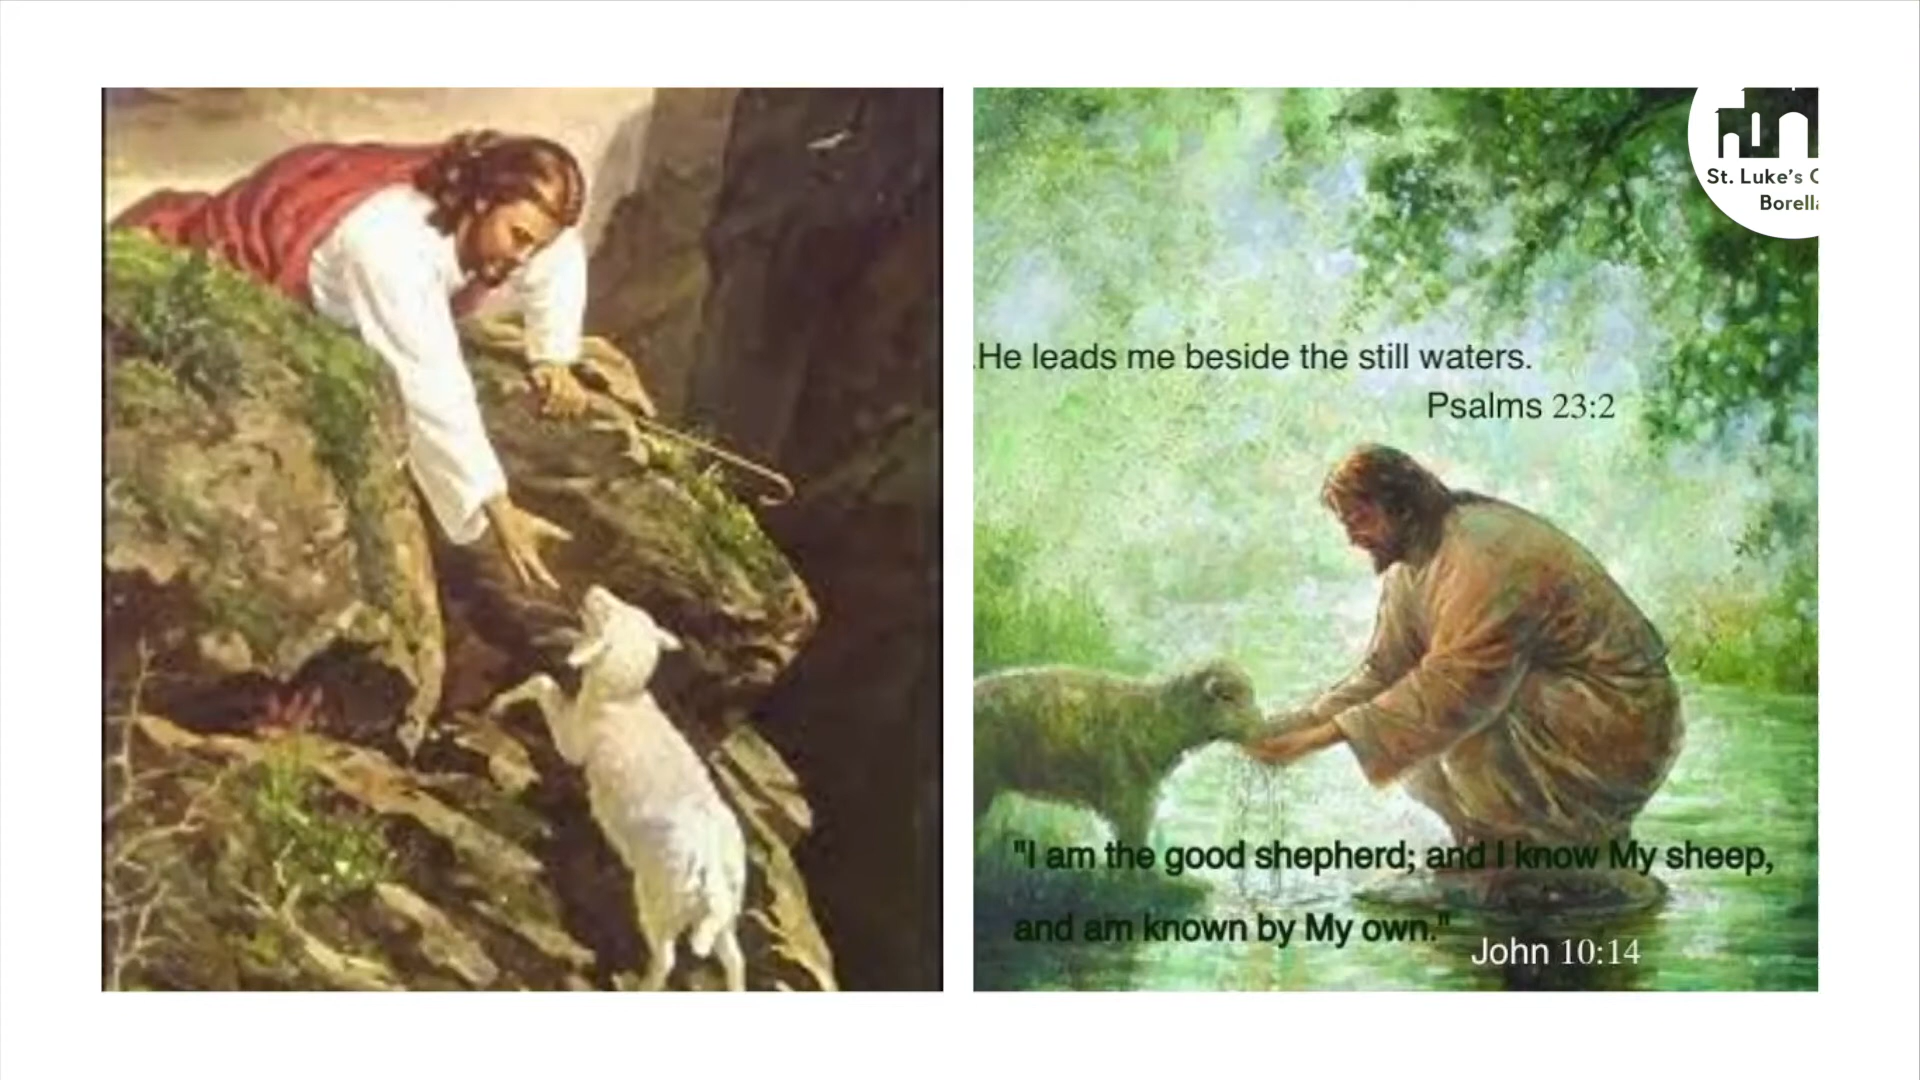 St. Luke's C
Borella
.He leads me beside the still waters.
Psalms 23:2
"I am the good shepherd; and I know My sheep,
and am known by My own."
John 10:14